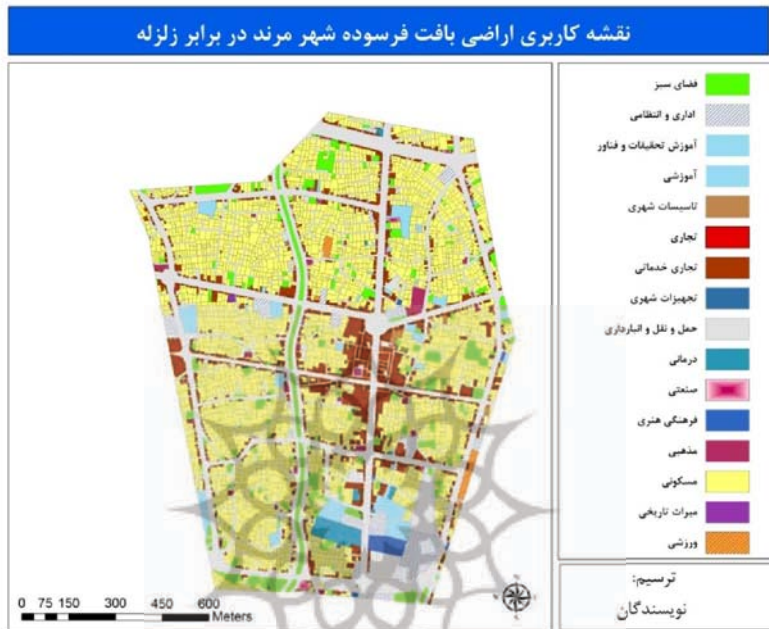 نقشه کاربری اراضی بافت فرسوده شهر مرند در برابر زلزله
فضای سبز
اداری و انتظامی
آموزش تحقیقات و فناور
آموزشی
تاسیسات شهری
تجاری
تجاری خدماتی
تجهیزات شهری
حمل و نقل و انبارداری
درمانی
صنعتی
فرهنگی هنری
مذهبی
مسکونی
میراث تاریخی
ورزشی
ترسیم:
نویسندگان
0 75 150 300 450 600
Meters